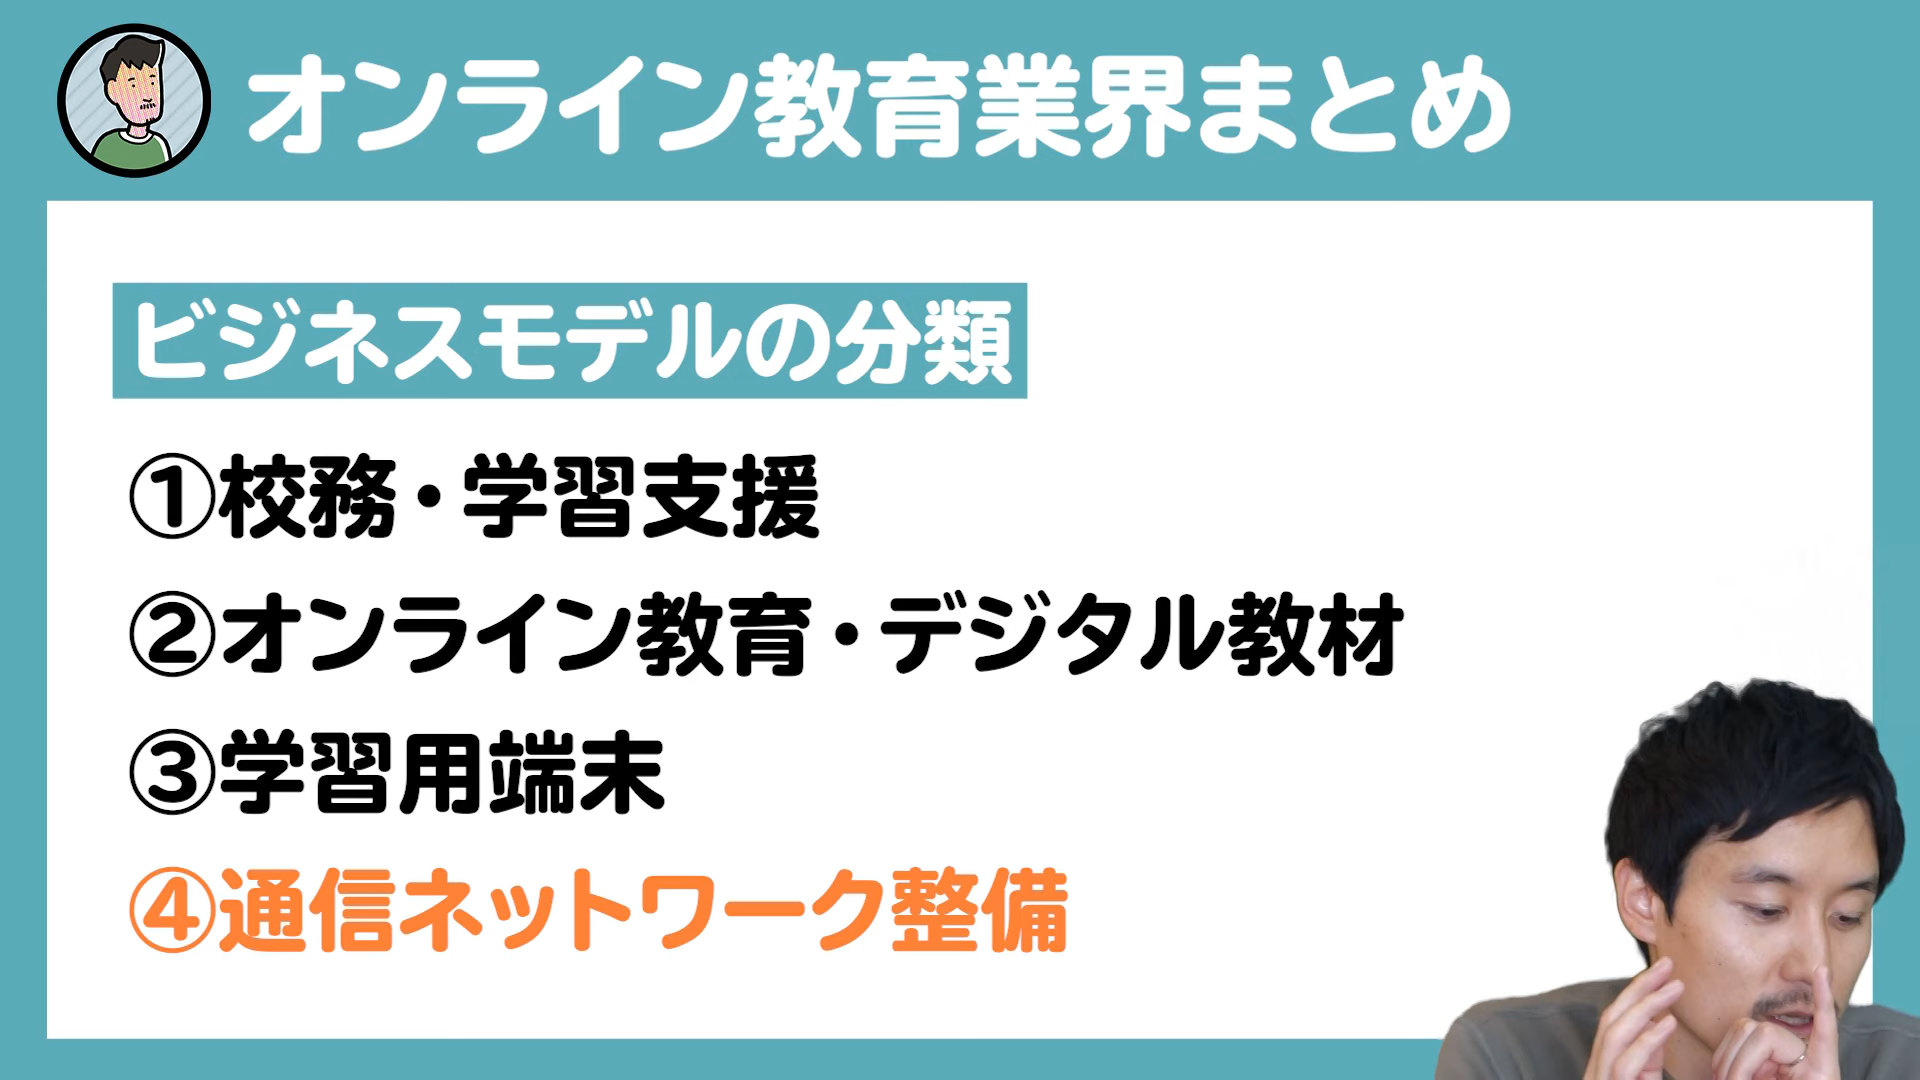 オンライン教育業界まとめ
ビジネスモデルの分類
①校務・学習支援
②オンライン教育・デジタル教材
③学習用端末
④通信ネットワーク整備